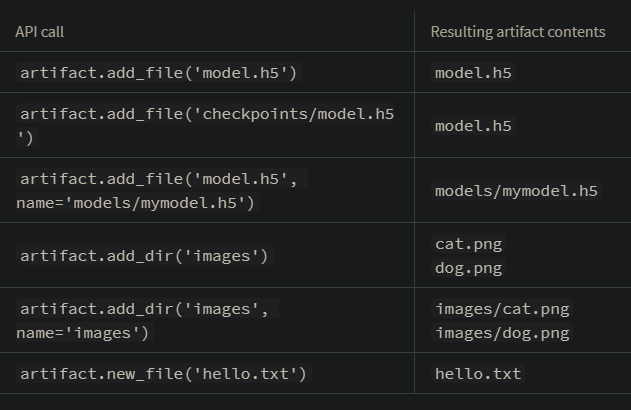 API call
Resulting artifact contents
artifact.add_file('model.h5')
model.h5
artifact.add_file('checkpoints/model.h5
')
model.h5
artifact.add_file('model.h5',
name='models/mymodel.h5')
models/mymodel.h5
artifact.add_dir('images')
cat.png
dog.png
artifact.add_dir('images',
name='images')
images/cat.png
images/dog.png
artifact.new_file('hello.txt')
hello.txt